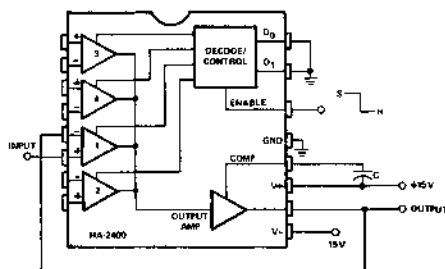 +
-
3
+
-
4
INPUT
-
+
1
-
+
2
DECODE/
CONTROL
D0
D1
ENABLE
S
H
GND
COMP
C
V+
+15V
OUTPUT
OUTPUT
AMP
V-
15V
HA-2400